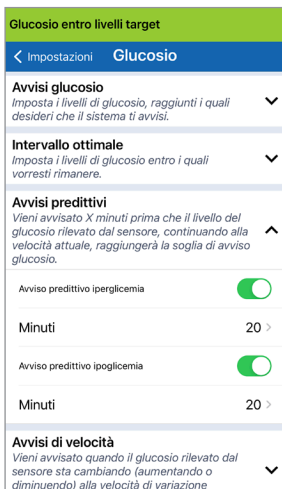 Glucosio entro livelli target
Impostazioni Glucosio
Avvisi glucosio
Imposta i livelli di glucosio, raggiunti i quali
desideri che il sistema ti avvisi.
Intervallo ottimale
Imposta i livelli di glucosio entro i quali
vorresti rimanere.
Avvisi predittivi
Vieni avvisato X minuti prima che il livello del
glucosio rilevato dal sensore, continuando alla
velocità attuale, raggiungerà la soglia di avviso
glucosio.
Avviso predittivo iperglicemia
Minuti 20
Avviso predittivo ipoglicemia
Minuti 20
Avvisi di velocità
Vieni avvisato quando il glucosio rilevato dal
sensore sta cambiando (aumentando o
diminuendo) alla velocità di variazione